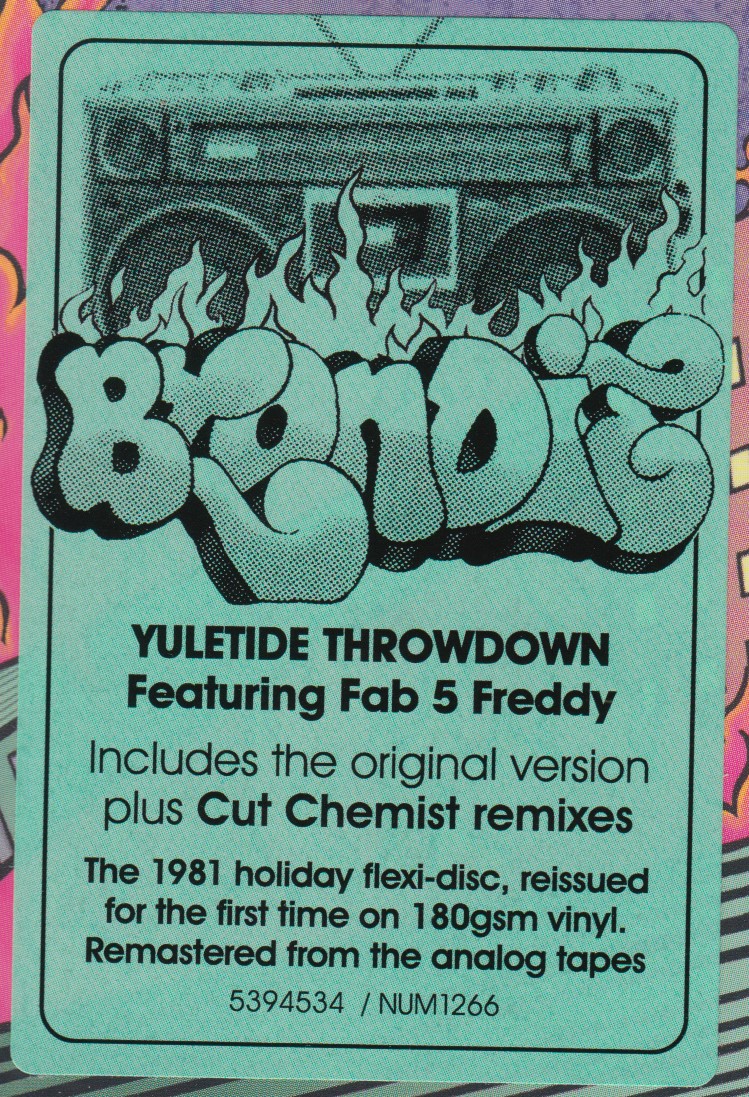 Blondie
YULETIDE THROWDOWN
Featuring Fab 5 Freddy
Includes the original version
plus Cut Chemist remixes
The 1981 holiday flexi-disc, reissued
for the first time on 180gsm vinyl.
Remastered from the analog tapes
5394534 / NUM1266